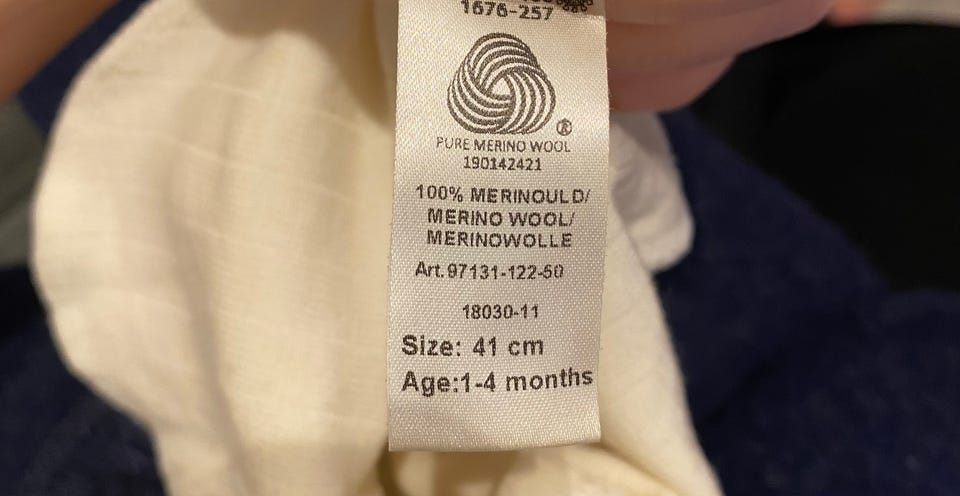 1676-257
®
PURE MERINO WOOL
190142421
100% MERINOULD/
MERINO WOOL/
MERINOWOLLE
Art.97131-122-50
18030-11
Size: 41 cm
Age:1-4 months